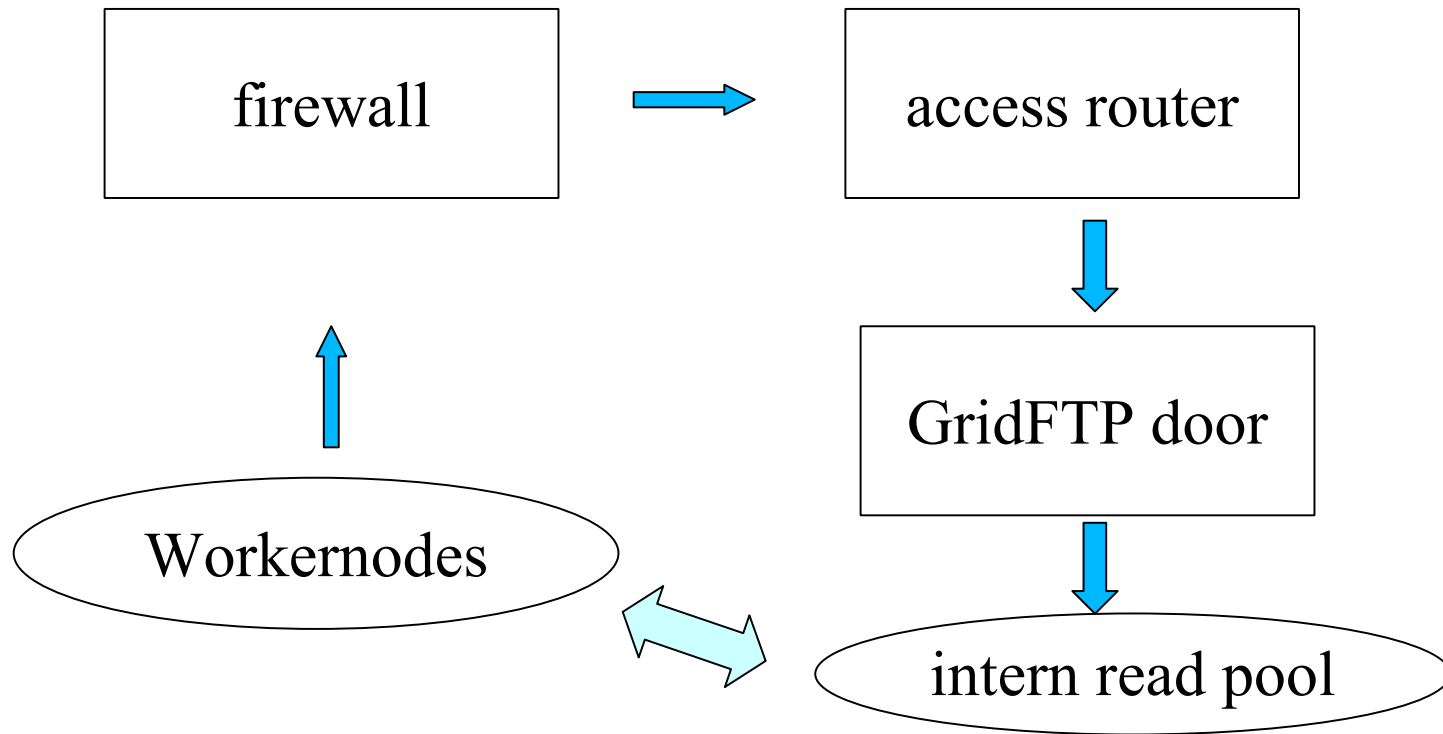 firewall
access router
GridFTP door
Workernodes
intern read pool